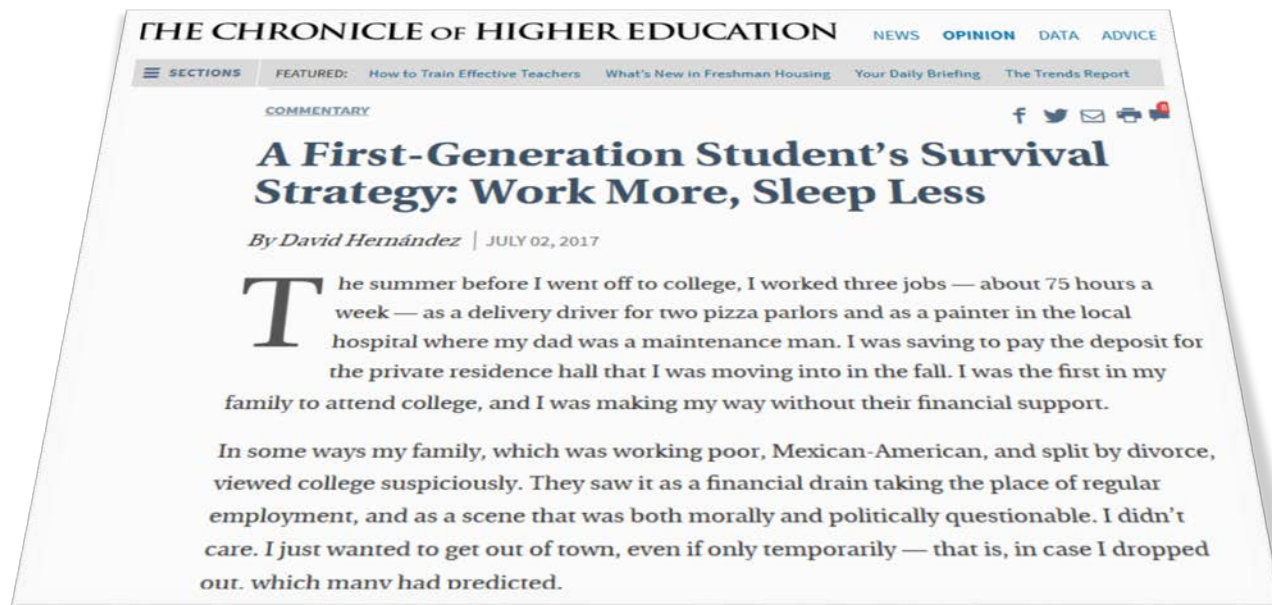 THE CHRONICLE OF HIGHER EDUCATION
NEWS OPINION DATA ADVICE
SECTIONS FEATURED: How to Train Effective Teachers What's New in Freshman Housing Your Daily Briefing The Trends Report
COMMENTARY
A First-Generation Student's Survival
Strategy: Work More, Sleep Less
By David Hernández | JULY 02, 2017
The summer before I went off to college, I worked three jobs — about 75 hours a
week — as a delivery driver for two pizza parlors and as a painter in the local
hospital where my dad was a maintenance man. I was saving to pay the deposit for
the private residence hall that I was moving into in the fall. I was the first in my
family to attend college, and I was making my way without their financial support.
In some ways my family, which was working poor, Mexican-American, and split by divorce,
viewed college suspiciously. They saw it as a financial drain taking the place of regular
employment, and as a scene that was both morally and politically questionable. I didn't
care. I just wanted to get out of town, even if only temporarily — that is, in case I dropped
out, which many had predicted.